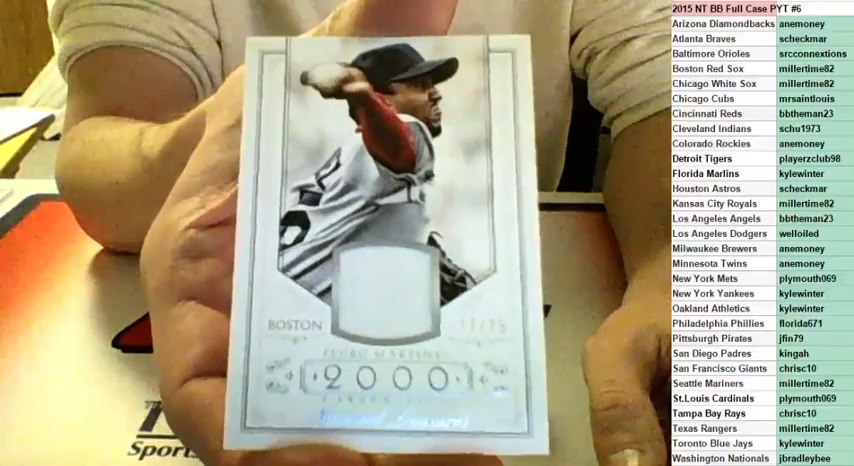 2015 NT BB Full Case PYT #6
Arizona Diamondbacks anemoney
Atlanta Braves scheckmar
Baltimore Orioles srcconnextions
Boston Red Sox millertime82
Chicago White Sox millertime82
Chicago Cubs mrsaintlouis
Cincinnati Reds bbtheman23
Cleveland Indians schu1973
Colorado Rockies anemoney
Detroit Tigers playerzclub98
Florida Marlins kylewinter
Houston Astros scheckmar
Kansas City Royals millertime82
Los Angeles Angels bbtheman23
Los Angeles Dodgers welloiled
Milwaukee Brewers anemoney
Minnesota Twins anemoney
New York Mets plymouth069
New York Yankees kylewinter
Oakland Athletics kylewinter
Philadelphia Phillies florida671
Pittsburgh Pirates jfin79
San Diego Padres kingah
San Francisco Giants chrisc10
Seattle Mariners millertime82
St.Louis Cardinals plymouth069
Tampa Bay Rays chrisc10
Texas Rangers millertime82
Toronto Blue Jays kylewinter
Washington Nationals jbradleybee
BOSTON
PEDRO MARTINEZ
2000
Sports